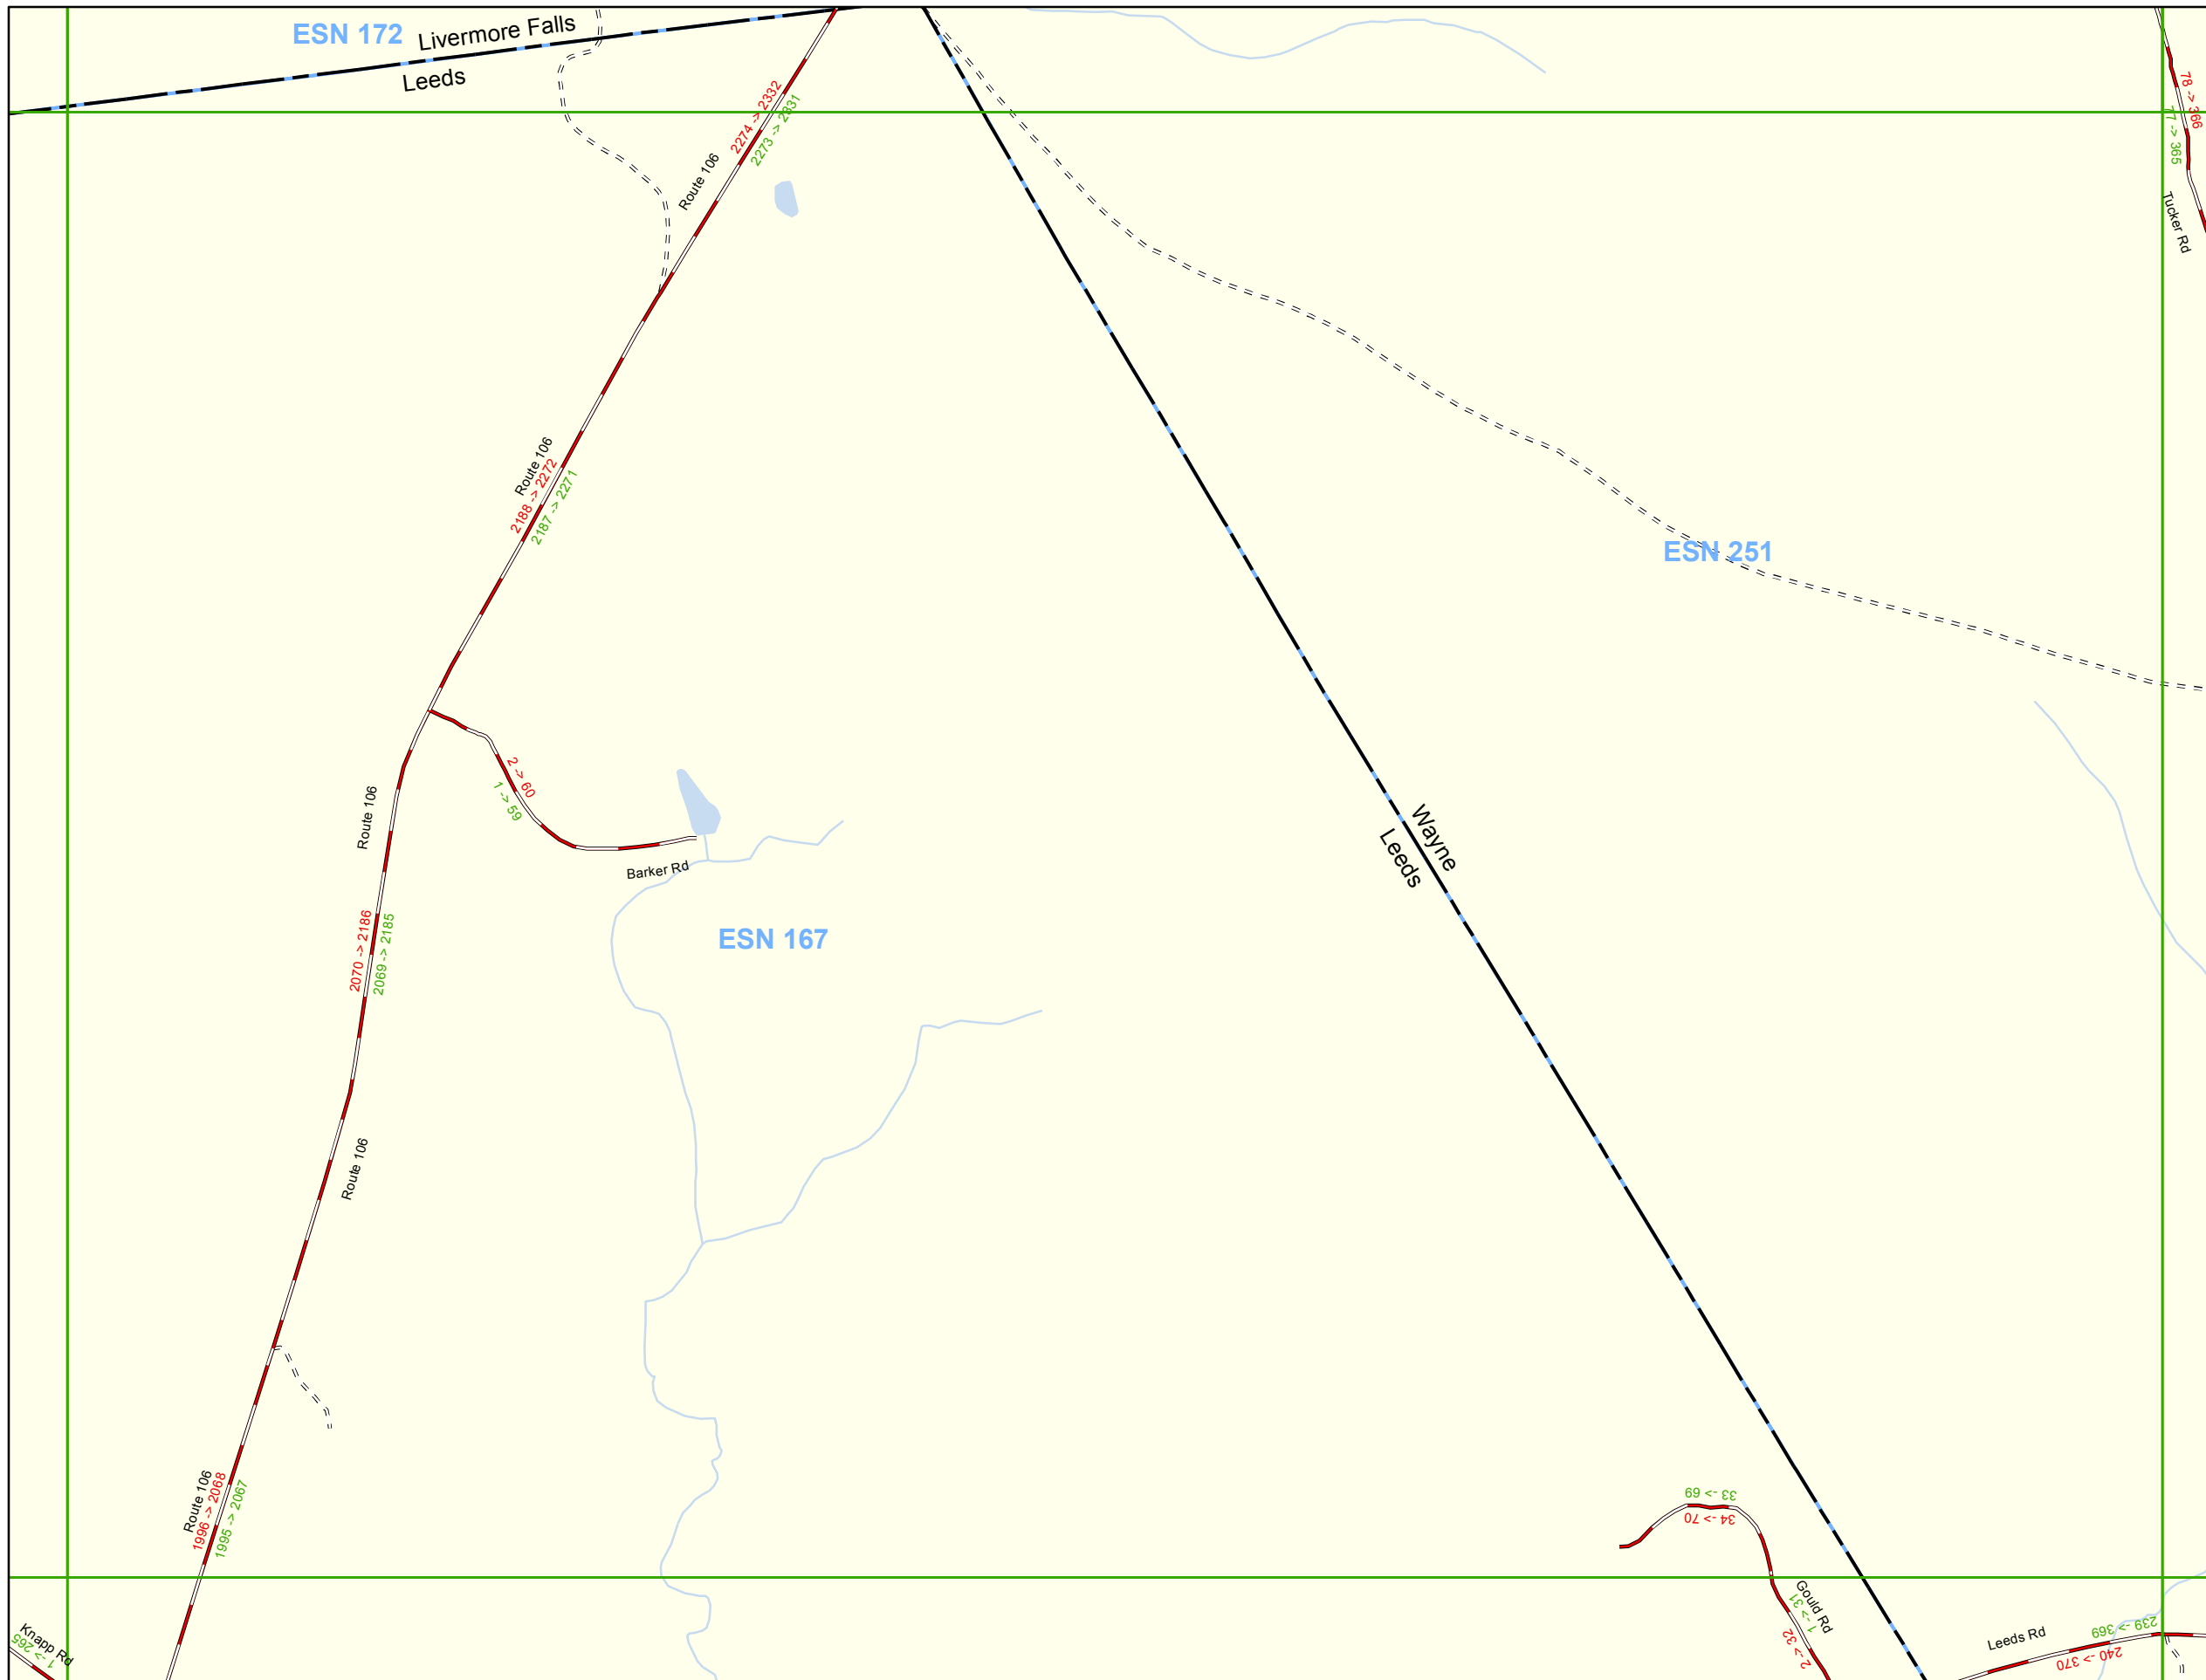 ESN 172
Livermore Falls
Leeds
2274 -> 2332
2273 -> 2331
Route 106
78 -> 366
77 -> 365
Tucker Rd
Route 106
2188 -> 2272
2187 -> 2271
ESN 251
2 -> 60
1 -> 59
Route 106
Barker Rd
Wayne
Leeds
2070 -> 2186
2069 -> 2185
ESN 167
Route 106
Route 106
1996 -> 2068
1995 -> 2067
33 -> 69
34 -> 70
Gould Rd
1 -> 31
2 -> 32
Knapp Rd
1 -> 265
Leeds Rd
239 -> 369
240 -> 370